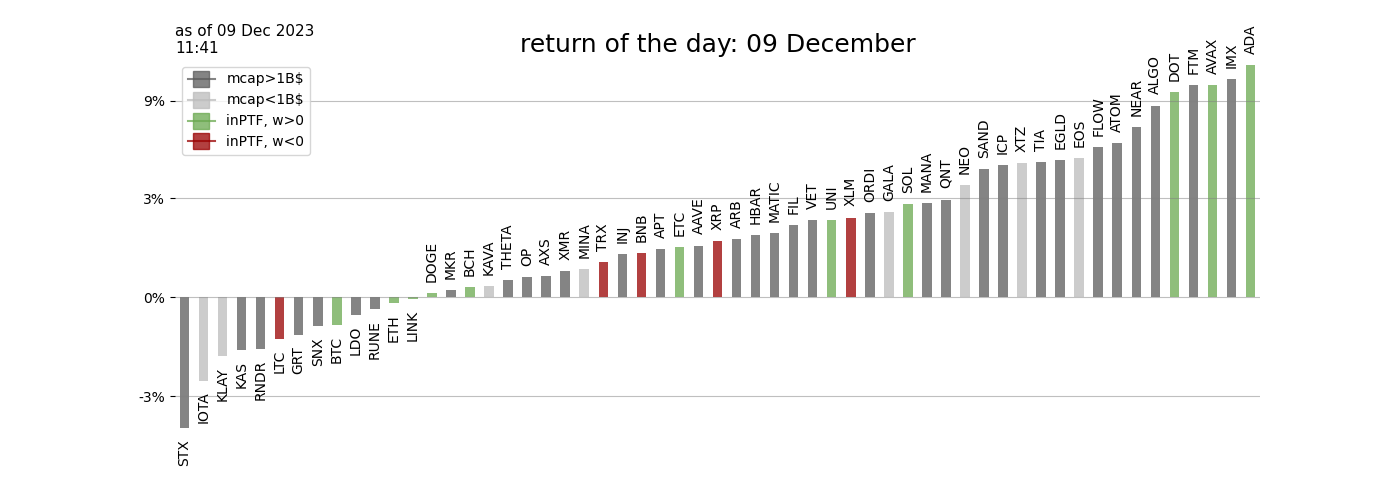 as of 09 Dec 2023
11:41
return of the day: 09 December
mcap>1B$
mcap<1B$
inPTF, w>0
inPTF, w<0
9%
3%
0%
-3%
STX
IOTA
KLAY
KAS
RNDR
LTC
GRT
SNX
BTC
LDO
RUNE
ETH
LINK
DOGE
MKR
BCH
KAVA
THETA
OP
AXS
XMR
MINA
TRX
INJ
BNB
APT
ETC
AAVE
XRP
ARB
HBAR
MATIC
FIL
VET
UNI
XLM
ORDI
GALA
SOL
MANA
QNT
NEO
SAND
ICP
XTZ
TIA
EGLD
EOS
FLOW
ATOM
NEAR
ALGO
DOT
FTM
AVAX
IMX
ADA